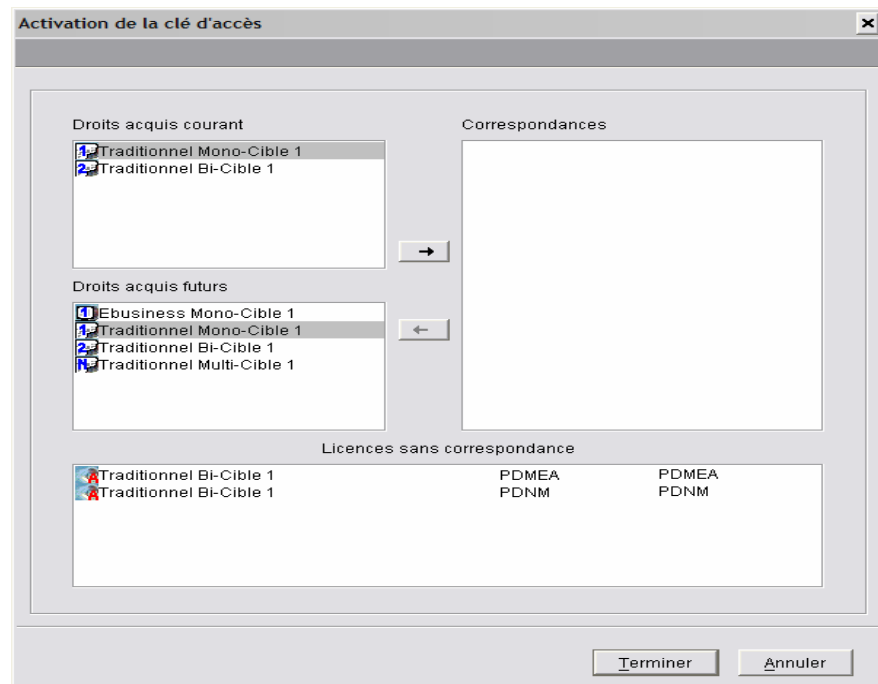 Activation de la clé d'accès
Droits acquis courant
Correspondances
Traditionnel Mono-Cible 1
Traditionnel Bi-Cible 1
Droits acquis futurs
Ebusiness Mono-Cible 1
Traditionnel Mono-Cible 1
Traditionnel Bi-Cible 1
Traditionnel Multi-Cible 1
Licences sans correspondance
Traditionnel Bi-Cible 1 PDMEA PDMEA
Traditionnel Bi-Cible 1 PDNM PDNM
Terminer Annuler